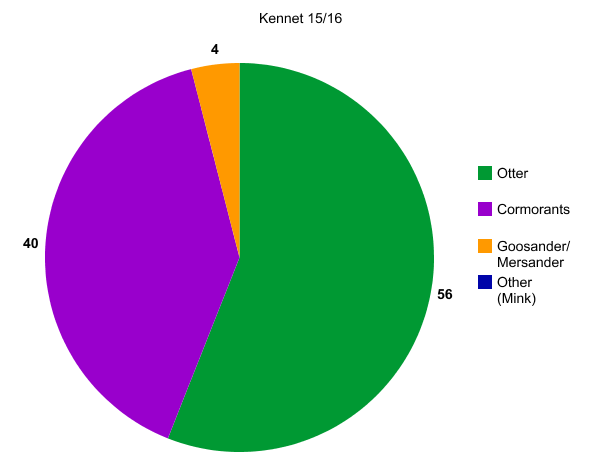 Kennet 15/16
4
40
56
Otter
Cormorants
Goosander/
Mersander
Other
(Mink)